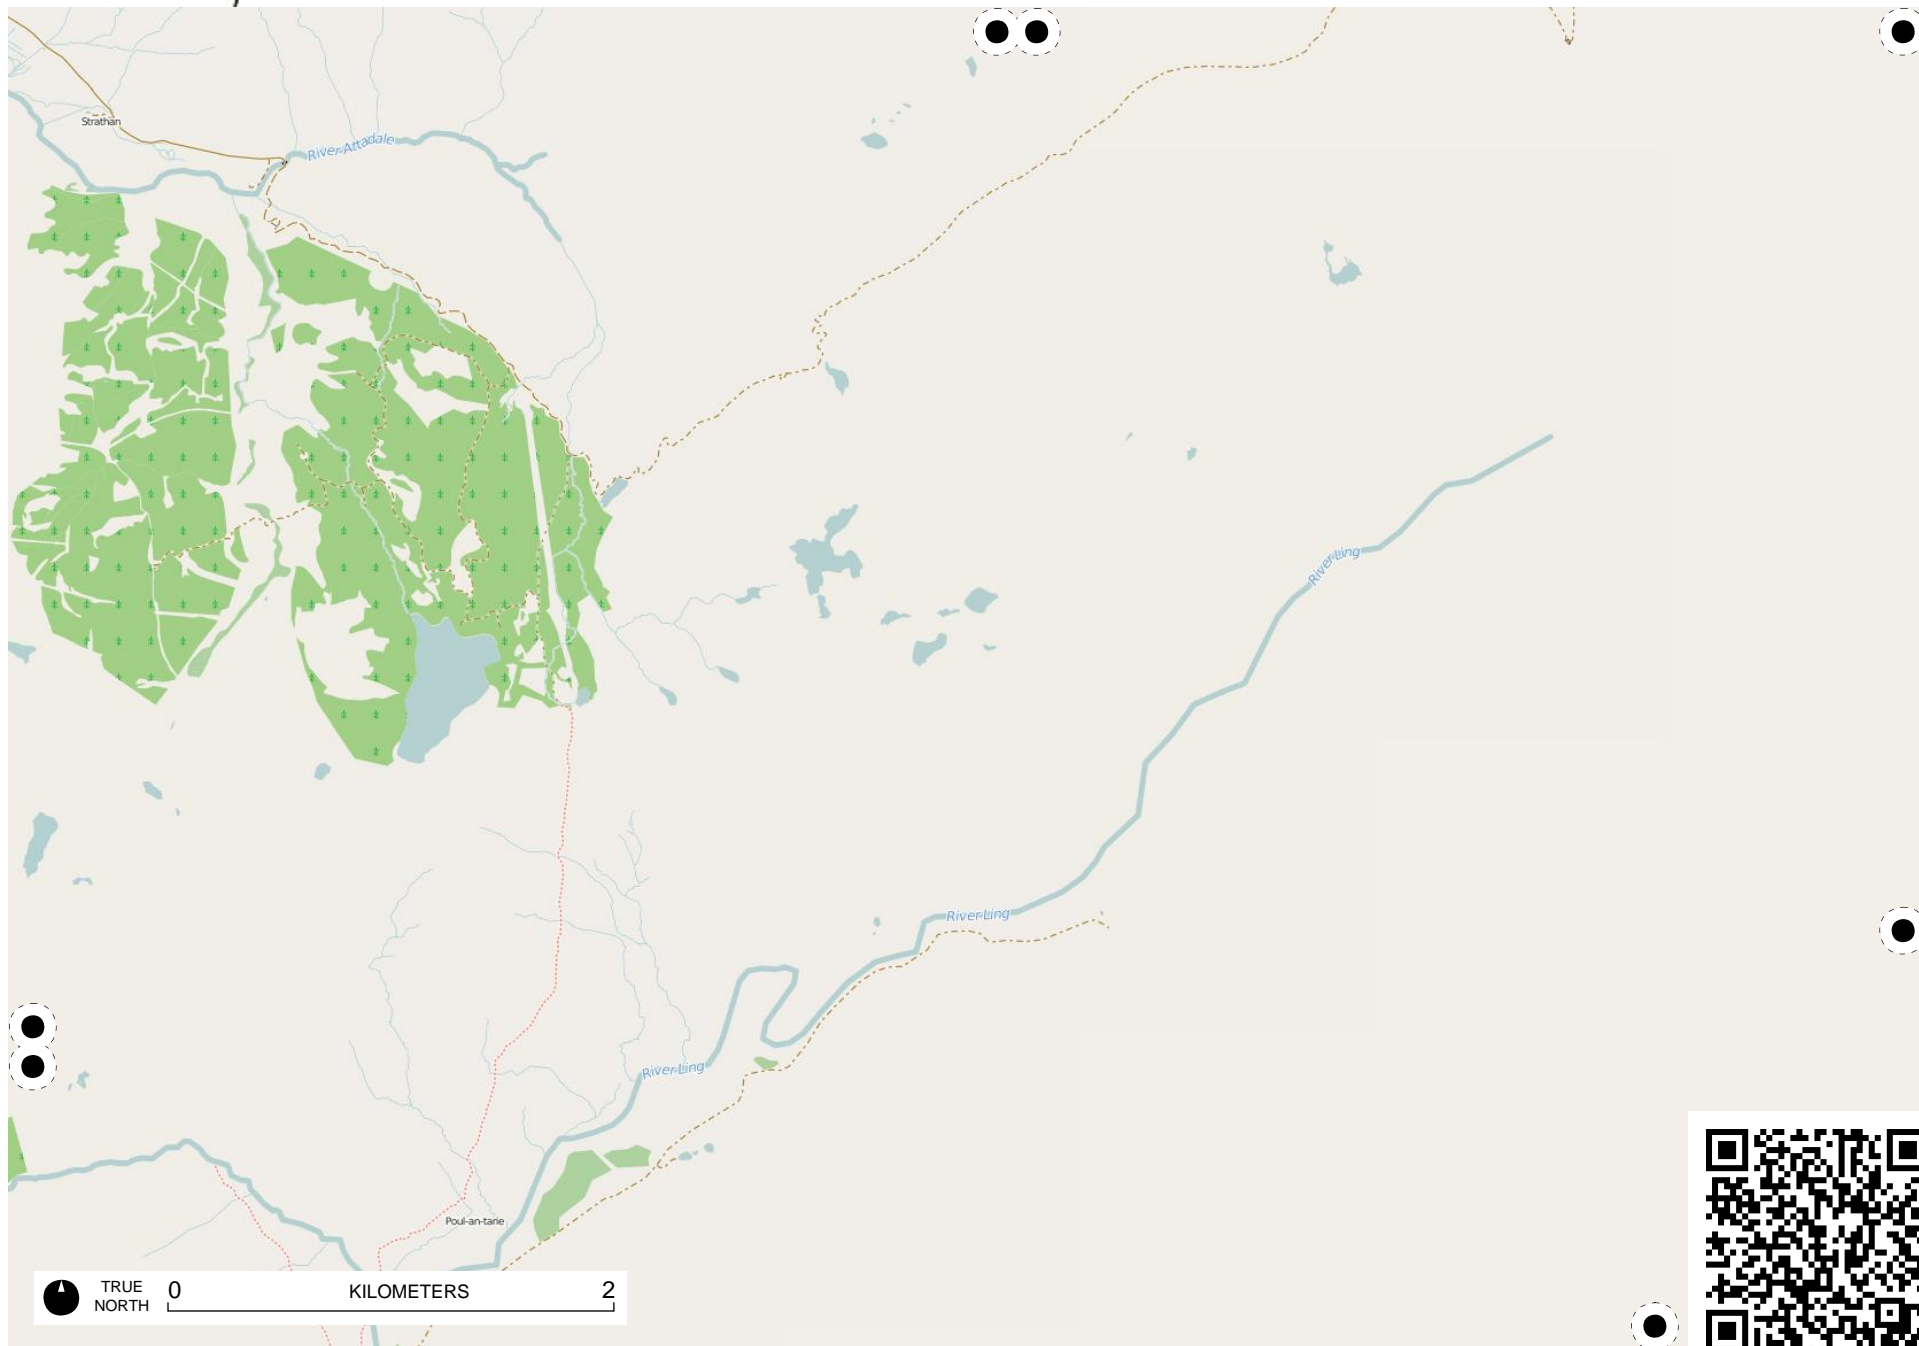 Strathan
River Attadale
River Ling
River Ling
River Ling
Poul-an-tarie
TRUE
NORTH
0 KILOMETERS 2